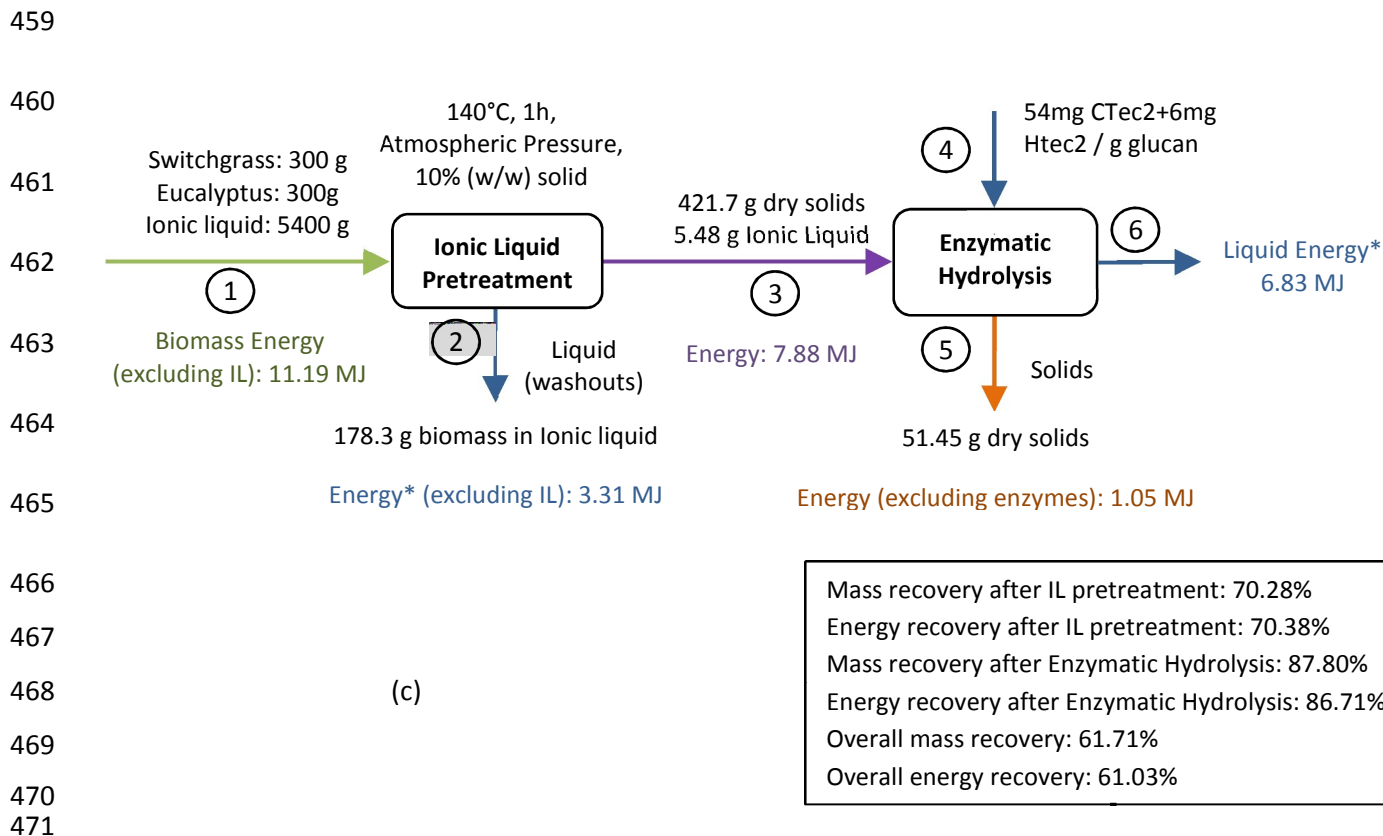 459
460
461
462
463
464
465
466
467
468
469
470
471
Switchgrass: 300 g
Eucalyptus: 300g
Ionic liquid: 5400 g
1
Biomass Energy
(excluding IL): 11.19 MJ
140°C, 1h,
Atmospheric Pressure,
10% (w/w) solid
Ionic Liquid
Pretreatment
2
Liquid
(washouts)
178.3 g biomass in Ionic liquid
Energy* (excluding IL): 3.31 MJ
421.7 g dry solids
5.48 g Ionic Liquid
3
Energy: 7.88 MJ
4
54mg CTec2+6mg
Htec2 / g glucan
Enzymatic
Hydrolysis
6
Liquid Energy*
6.83 MJ
5
Solids
51.45 g dry solids
Energy (excluding enzymes): 1.05 MJ
Mass recovery after IL pretreatment: 70.28%
Energy recovery after IL pretreatment: 70.38%
Mass recovery after Enzymatic Hydrolysis: 87.80%
Energy recovery after Enzymatic Hydrolysis: 86.71%
Overall mass recovery: 61.71%
Overall energy recovery: 61.03%
(c)